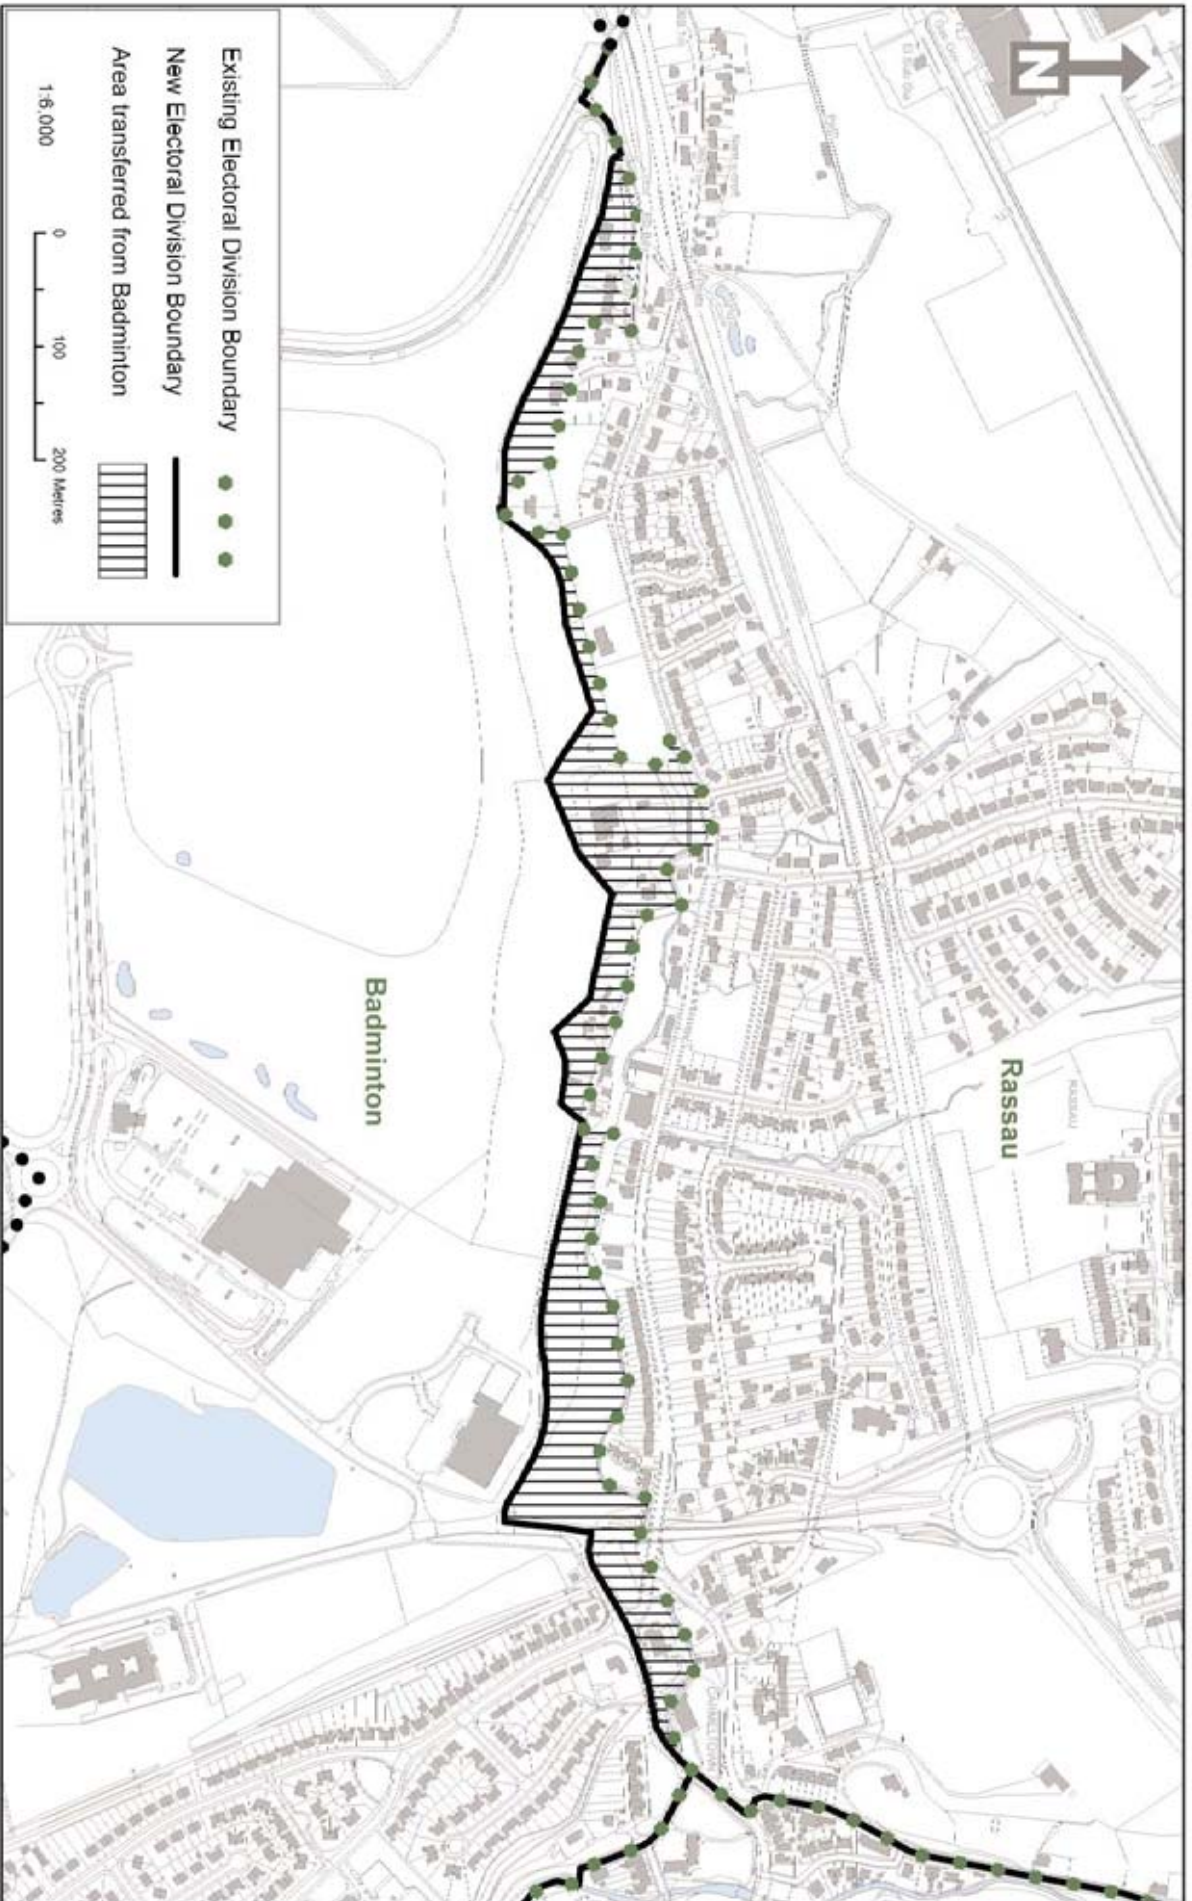 N
Existing Electoral Division Boundary
New Electoral Division Boundary
Area transferred from Badminton
1:6,000
0
100
200 Metres
Rassau
RASSAU
Badminton